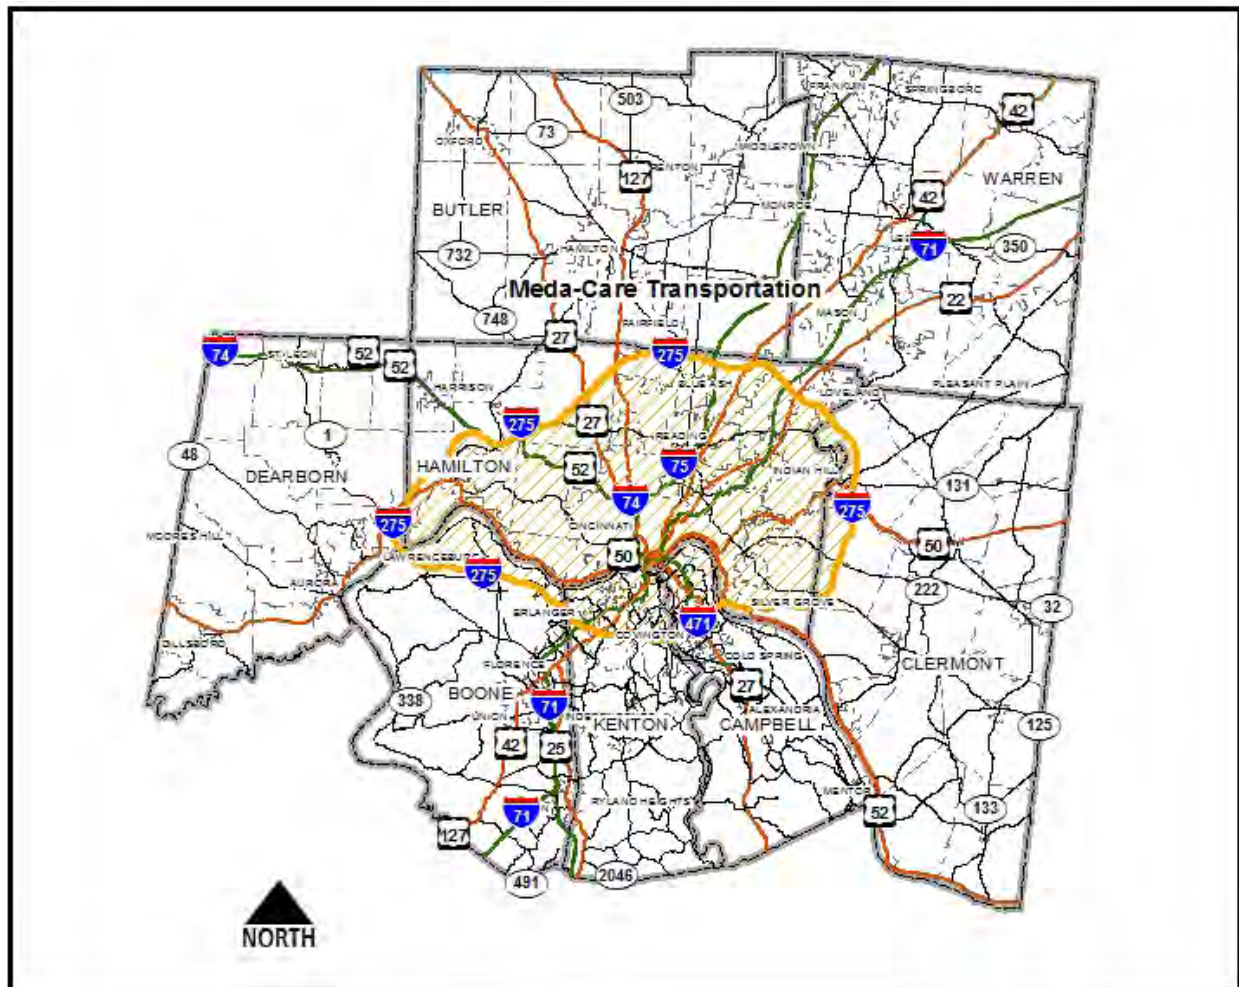 FRANKLIN
SPRINGBORO
503
42
73
OXFORD
MIDDLETOWN
127
WARREN
42
BUTLER
MONROE
71
350
HAMILTON
732
Meda-Care Transportation
22
MASON
748
FAIRFIELD
27
74
52
52
275
ST LEON
HARRISON
BLUE ASH
LOVELAND
PLEASANT PLAIN
275
27
1
READING
48
HAMILTON
52
75
INDIAN HILL
DEARBORN
131
74
275
275
CINCINNATI
MOORES HILL
50
50
LAWRENCEBURG
275
AURORA
222
SILVER GROVE
32
ERLANGER
471
COVINGTON
DILLSBORO
COLD SPRING
FLORENCE
CLERMONT
27
BOONE
338
71
ALEXANDRIA
UNION
KENTON
CAMPBELL
125
42
25
MENTOR
RYLAND HEIGHTS
52
133
71
127
491
2046
NORTH